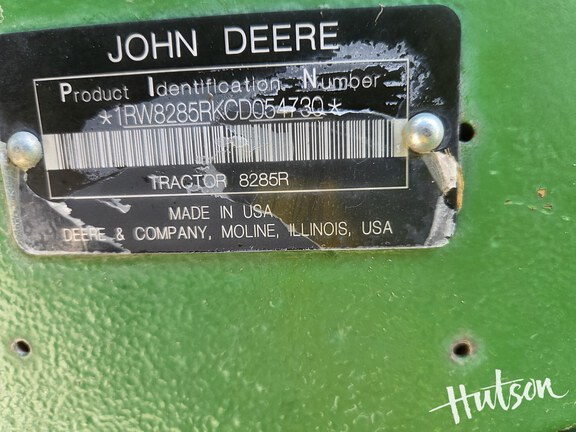 JOHN DEERE
Product Identification Number
*1RW8285RKCD054730*
TRACTOR 8285R
MADE IN USA
DEERE & COMPANY, MOLINE, ILLINOIS, USA
Hutson